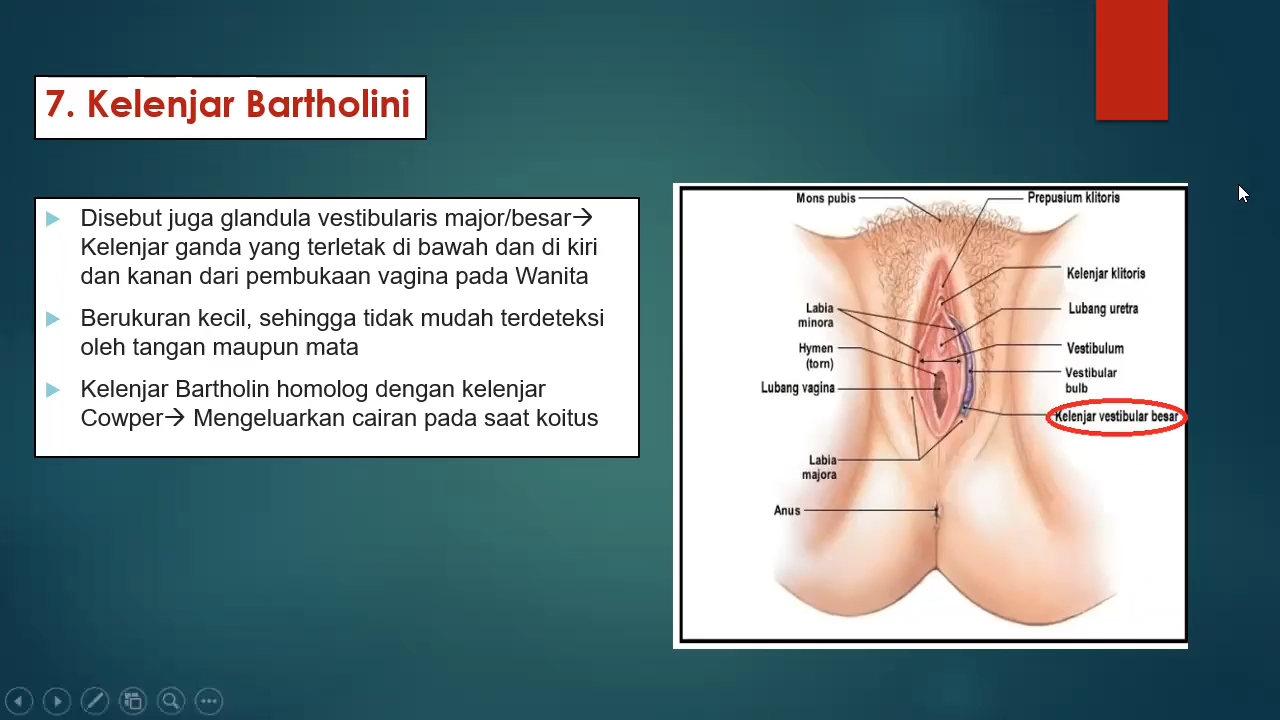 7. Kelenjar Bartholini
Disebut juga glandula vestibularis major/besar→
Kelenjar ganda yang terletak di bawah dan di kiri
dan kanan dari pembukaan vagina pada Wanita
Berukuran kecil, sehingga tidak mudah terdeteksi
oleh tangan maupun mata
Kelenjar Bartholin homolog dengan kelenjar
Cowper→ Mengeluarkan cairan pada saat koitus
Mons pubis
Prepusium klitoris
Kelenjar klitoris
Labia
minora
Lubang uretra
Hymen
(torn)
Vestibulum
Vestibular
bulb
Lubang vagina
Kelenjar vestibular besar
Labia
majora
Anus